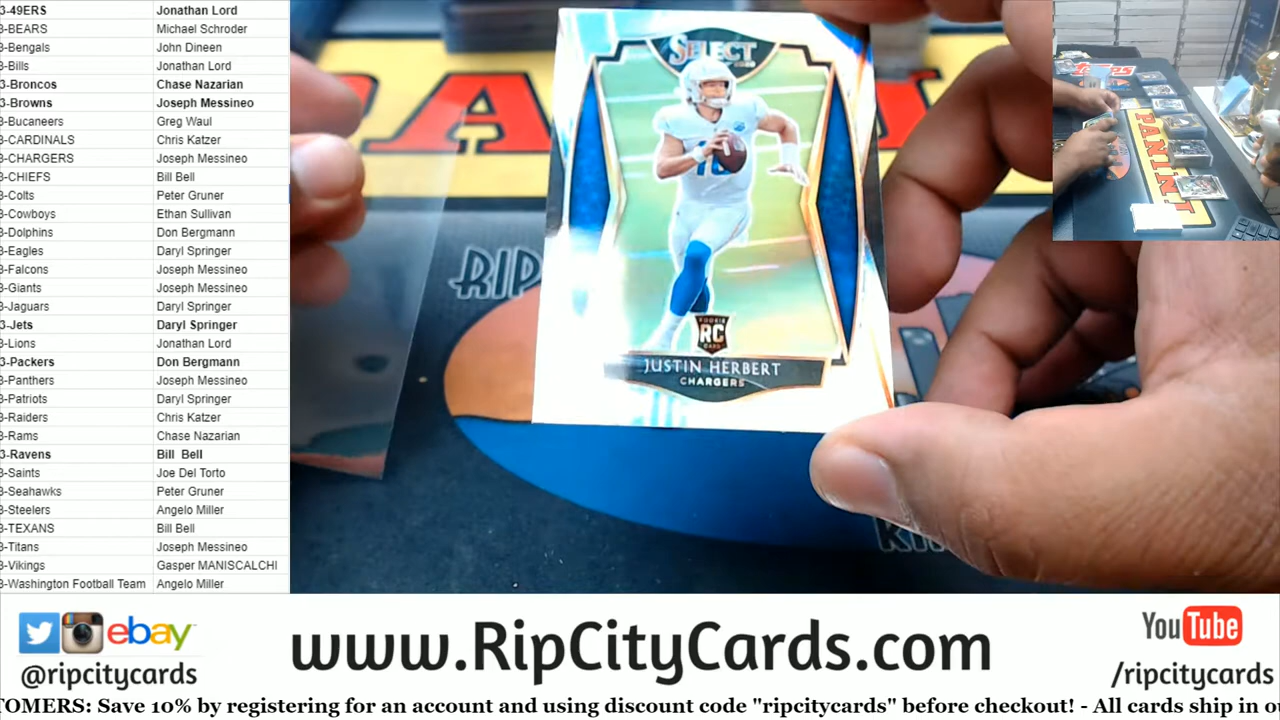 3-49ERS Jonathan Lord
3-BEARS Michael Schroder
3-Bengals John Dineen
3-Bills Jonathan Lord
3-Broncos Chase Nazarian
3-Browns Joseph Messineo
3-Bucaneers Greg Waul
3-CARDINALS Chris Katzer
3-CHARGERS Joseph Messineo
3-CHIEFS Bill Bell
3-Colts Peter Gruner
3-Cowboys Ethan Sullivan
3-Dolphins Don Bergmann
3-Eagles Daryl Springer
3-Falcons Joseph Messineo
3-Giants Joseph Messineo
3-Jaguars Daryl Springer
3-Jets Daryl Springer
3-Lions Jonathan Lord
3-Packers Don Bergmann
3-Panthers Joseph Messineo
3-Patriots Daryl Springer
3-Raiders Chris Katzer
3-Rams Chase Nazarian
3-Ravens Bill Bell
3-Saints Joe Del Torto
3-Seahawks Peter Gruner
3-Steelers Angelo Miller
3-TEXANS Bill Bell
3-Titans Joseph Messineo
3-Vikings Gasper MANISCALCHI
3-Washington Football Team Angelo Miller
PANINI
SELECT
10
ROOKIE
RC
CARD
JUSTIN HERBERT
CHARGERS
RIP
topps
PANINI
ebay
@ripcitycards
www.RipCityCards.com
YouTube
/ripcitycards
TOMERS: Save 10% by registering for an account and using discount code "ripcitycards" before checkout! - All cards ship in ou